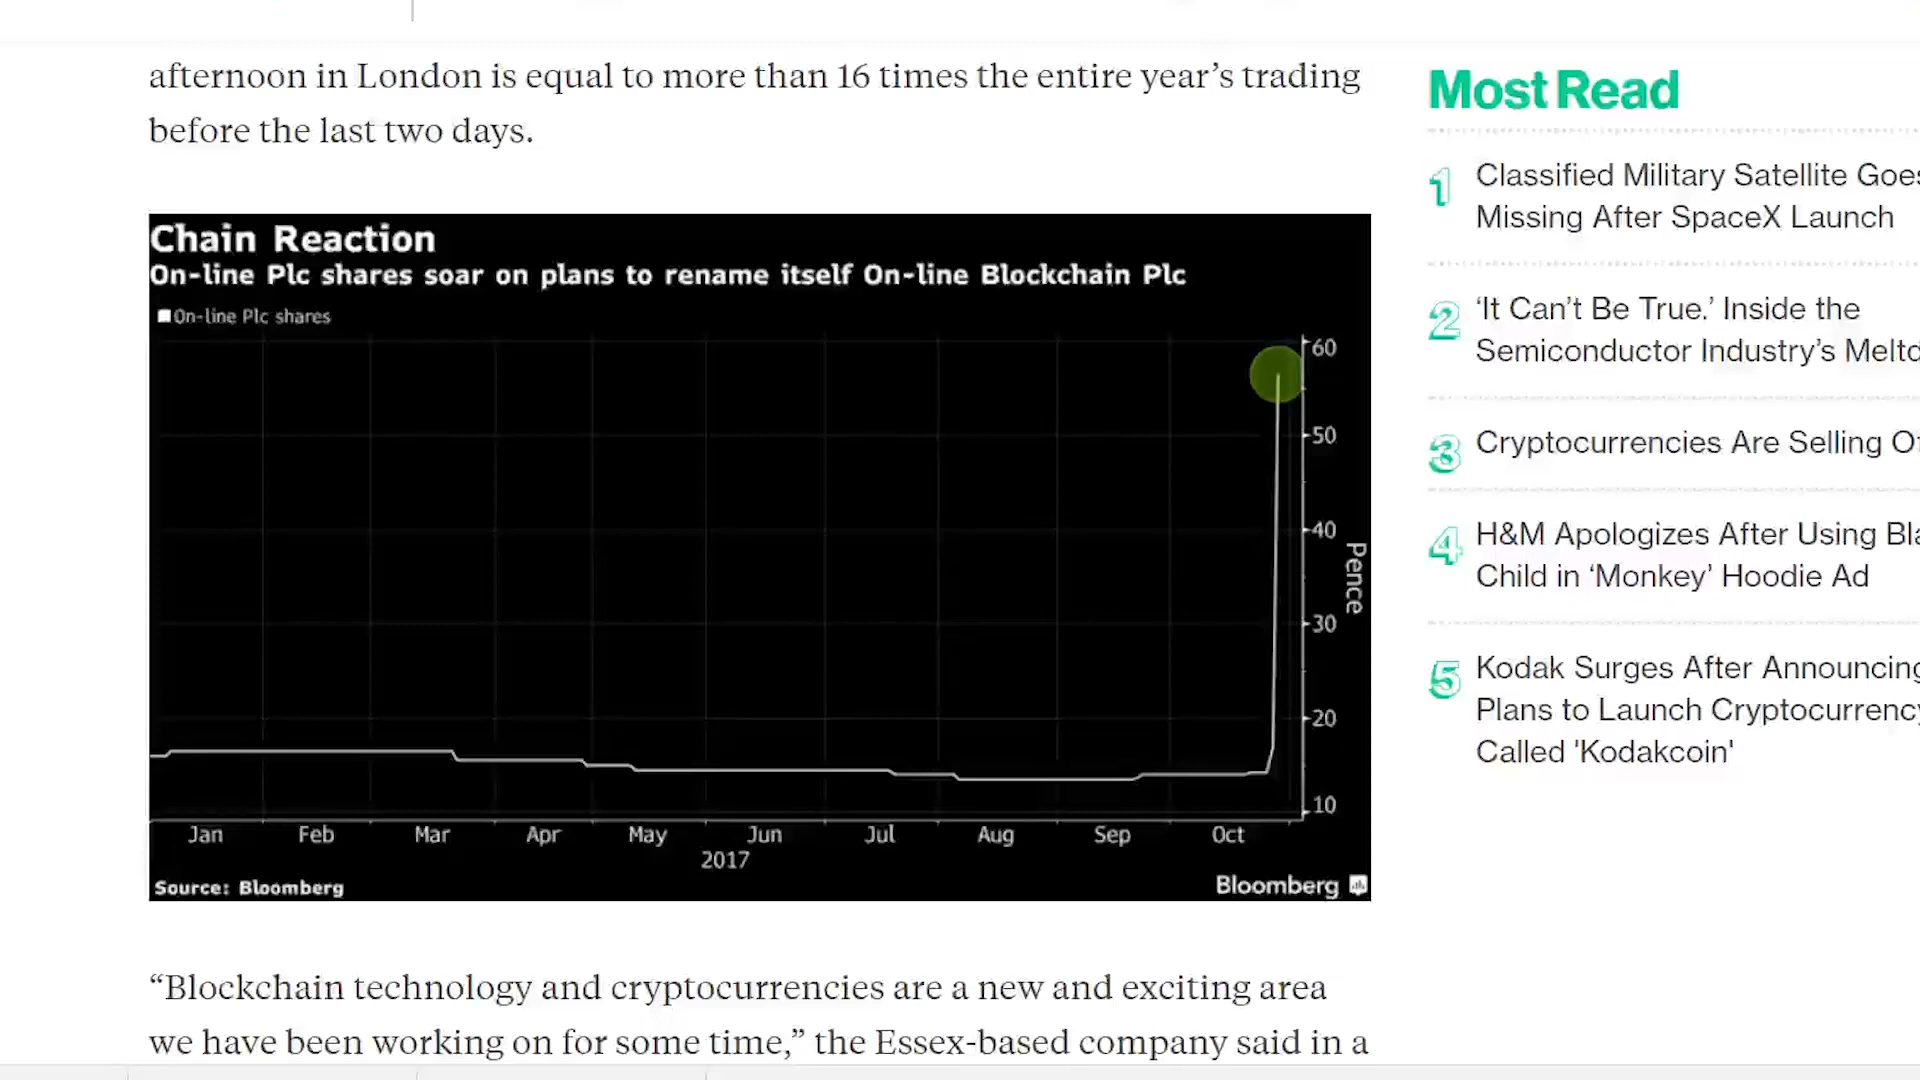 afternoon in London is equal to more than 16 times the entire year’s trading
before the last two days.
Chain Reaction
On-line Plc shares soar on plans to rename itself On-line Blockchain Plc
On-line Plc shares
60
50
40
30
20
10
Pence
Jan Feb Mar Apr May Jun Jul Aug Sep Oct
2017
Source: Bloomberg
Bloomberg
“Blockchain technology and cryptocurrencies are a new and exciting area
we have been working on for some time,” the Essex-based company said in a
Most Read
1 Classified Military Satellite Goes
Missing After SpaceX Launch
2 ‘It Can’t Be True.’ Inside the
Semiconductor Industry’s
3 Cryptocurrencies Are Selling
4 H&M Apologizes After Using
Child in ‘Monkey’ Hoodie Ad
5 Kodak Surges After Announcing
Plans to Launch Cryptocurrency
Called 'Kodakcoin'